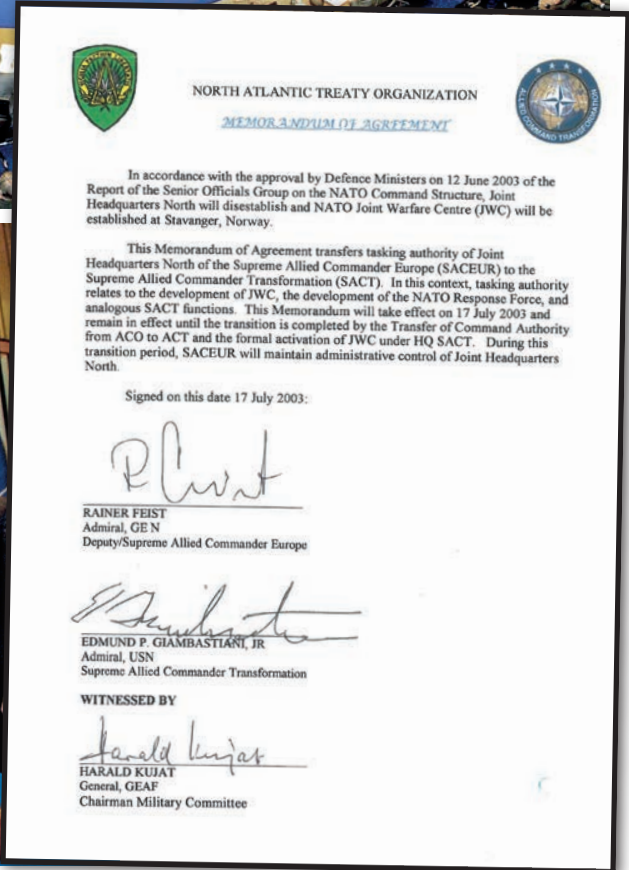 NORTH ATLANTIC TREATY ORGANIZATION
MEMORANDUM OF AGREEMENT
ALLIED COMMAND TRANSFORMATION
In accordance with the approval by Defence Ministers on 12 June 2003 of the
Report of the Senior Officials Group on the NATO Command Structure, Joint
Headquarters North will disestablish and NATO Joint Warfare Centre (JWC) will be
established at Stavanger, Norway.
This Memorandum of Agreement transfers tasking authority of Joint
Headquarters North of the Supreme Allied Commander Europe (SACEUR) to the
Supreme Allied Commander Transformation (SACT). In this context, tasking authority
relates to the development of JWC, the development of the NATO Response Force, and
analogous SACT functions. This Memorandum will take effect on 17 July 2003 and
remain in effect until the transition is completed by the Transfer of Command Authority
from ACO to ACT and the formal activation of JWC under HQ SACT. During this
transition period, SACEUR will maintain administrative control of Joint Headquarters
North.
Signed on this date 17 July 2003:
RAINER FEIST
Admiral, GE N
Deputy/Supreme Allied Commander Europe
EDMUND P. GIAMBASTIANI, JR
Admiral, USN
Supreme Allied Commander Transformation
WITNESSED BY
Harald Kujat
HARALD KUJAT
General, GEAF
Chairman Military Committee